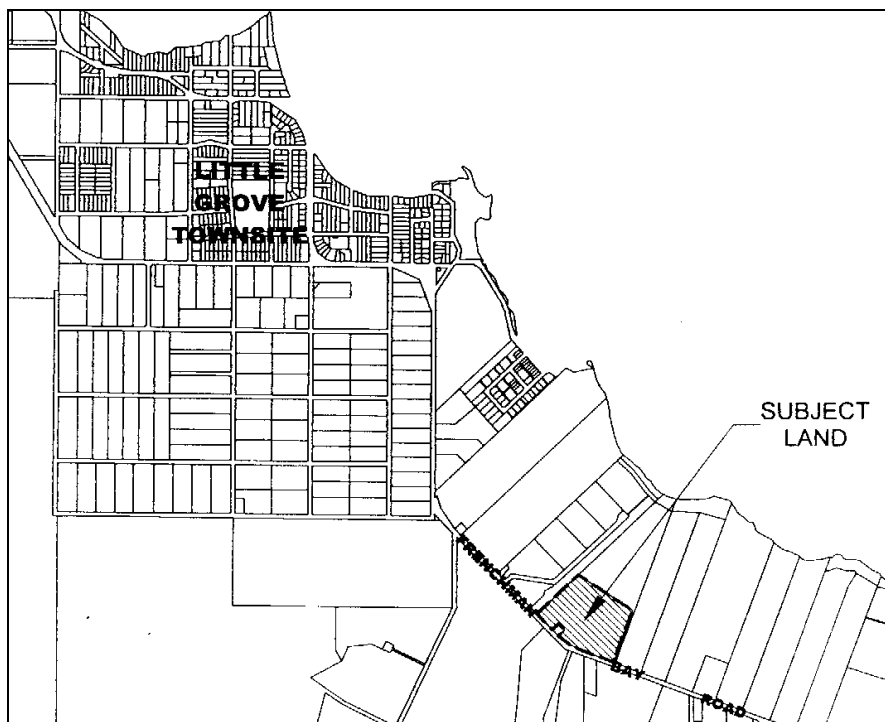 LITTLE
GROVE
TOWNSITE
SUBJECT
LAND
FRENCHMAN
BAY
ROAD